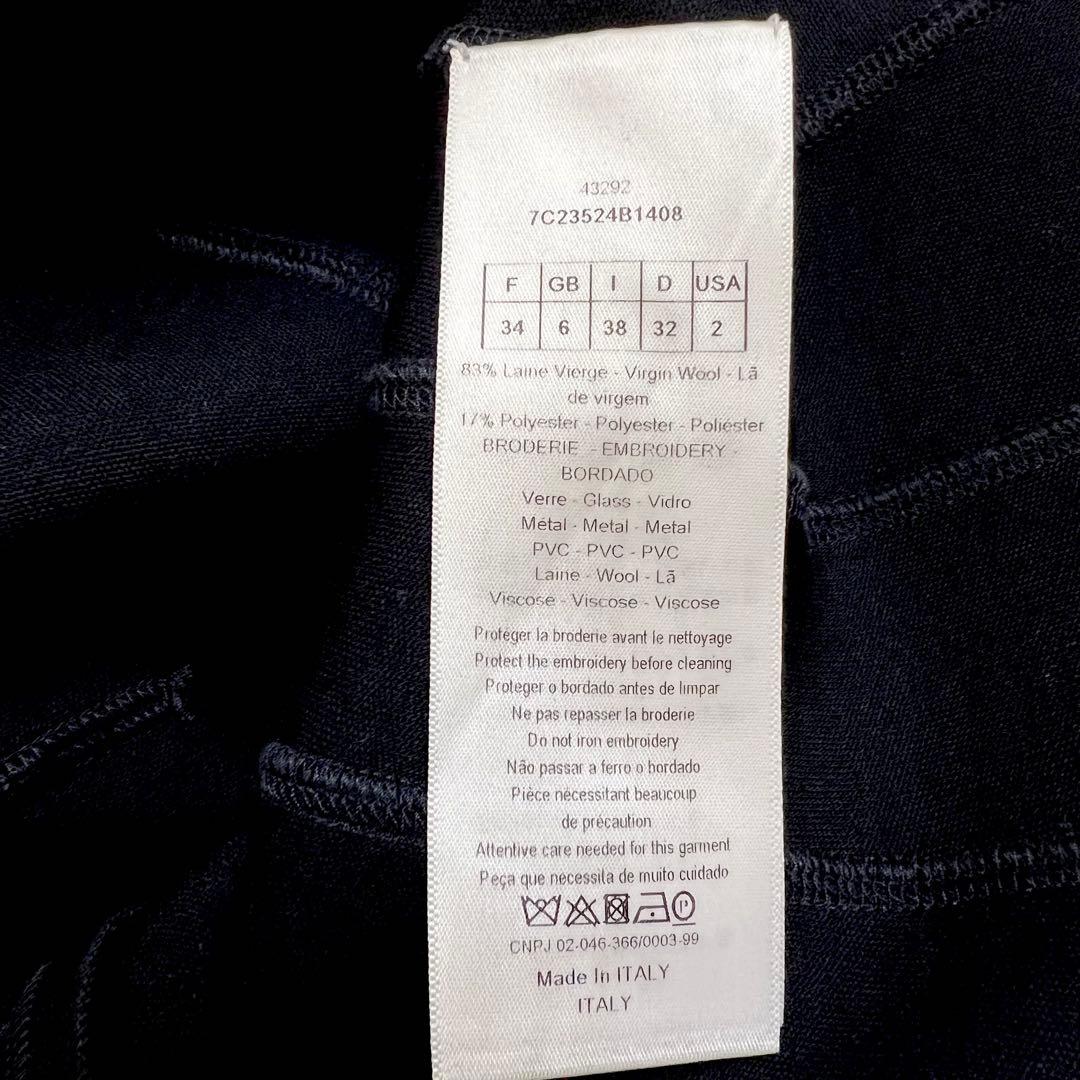 43292
7C23524B1408
F GB I D USA
34 6 38 32 2
83% Laine Vierge - Virgin Wool - Lã
de virgem
17% Polyester - Polyester - Poliéster
BRODERIE - EMBROIDERY -
BORDADO
Verre - Glass - Vidro
Métal - Metal - Metal
PVC - PVC - PVC
Laine - Wool - Lã
Viscose - Viscose - Viscose
Protéger la broderie avant le nettoyage
Protect the embroidery before cleaning
Proteger o bordado antes de limpar
Ne pas repasser la broderie
Do not iron embroidery
Não passar a ferro o bordado
Pièce nécessitant beaucoup
de précaution
Attentive care needed for this garment
Peça que necessita de muito cuidado
P
CNPJ 02-046-366/0003-99
Made In ITALY
ITALY